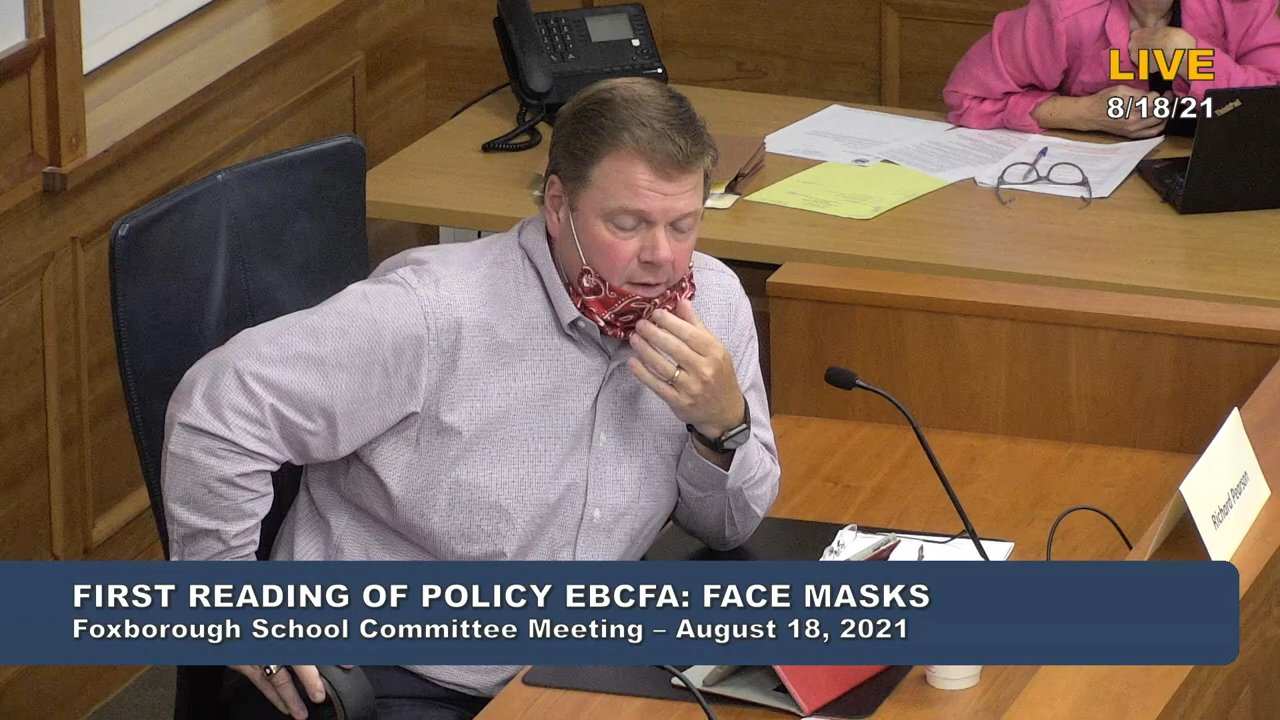 LIVE
8/18/21
ThinkPad
Richard Pearson
FIRST READING OF POLICY EBCFA: FACE MASKS
Foxborough School Committee Meeting – August 18, 2021